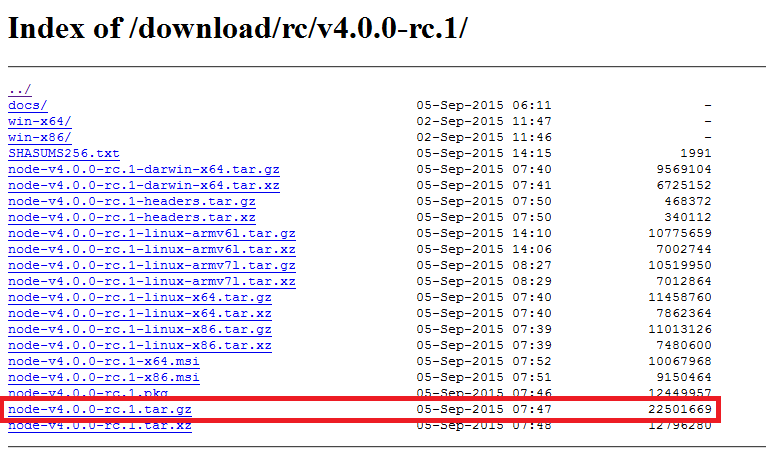 Index of /download/rc/v4.0.0-rc.1/
../
docs/ 05-Sep-2015 06:11 -
win-x64/ 02-Sep-2015 11:47 -
win-x86/ 02-Sep-2015 11:46 -
SHASUMS256.txt 05-Sep-2015 14:15 1991
node-v4.0.0-rc.1-darwin-x64.tar.gz 05-Sep-2015 07:40 9569104
node-v4.0.0-rc.1-darwin-x64.tar.xz 05-Sep-2015 07:41 6725152
node-v4.0.0-rc.1-headers.tar.gz 05-Sep-2015 07:50 468372
node-v4.0.0-rc.1-headers.tar.xz 05-Sep-2015 07:50 340112
node-v4.0.0-rc.1-linux-armv6l.tar.gz 05-Sep-2015 14:10 10775659
node-v4.0.0-rc.1-linux-armv6l.tar.xz 05-Sep-2015 14:06 7002744
node-v4.0.0-rc.1-linux-armv7l.tar.gz 05-Sep-2015 08:27 10519950
node-v4.0.0-rc.1-linux-armv7l.tar.xz 05-Sep-2015 08:29 7012864
node-v4.0.0-rc.1-linux-x64.tar.gz 05-Sep-2015 07:40 11458760
node-v4.0.0-rc.1-linux-x64.tar.xz 05-Sep-2015 07:40 7862364
node-v4.0.0-rc.1-linux-x86.tar.gz 05-Sep-2015 07:39 11013126
node-v4.0.0-rc.1-linux-x86.tar.xz 05-Sep-2015 07:39 7480600
node-v4.0.0-rc.1-x64.msi 05-Sep-2015 07:52 10067968
node-v4.0.0-rc.1-x86.msi 05-Sep-2015 07:51 9150464
node-v4.0.0-rc.1.pkg 05-Sep-2015 07:46 12449957
node-v4.0.0-rc.1.tar.gz 05-Sep-2015 07:47 22501669
node-v4.0.0-rc.1.tar.xz 05-Sep-2015 07:48 12796280